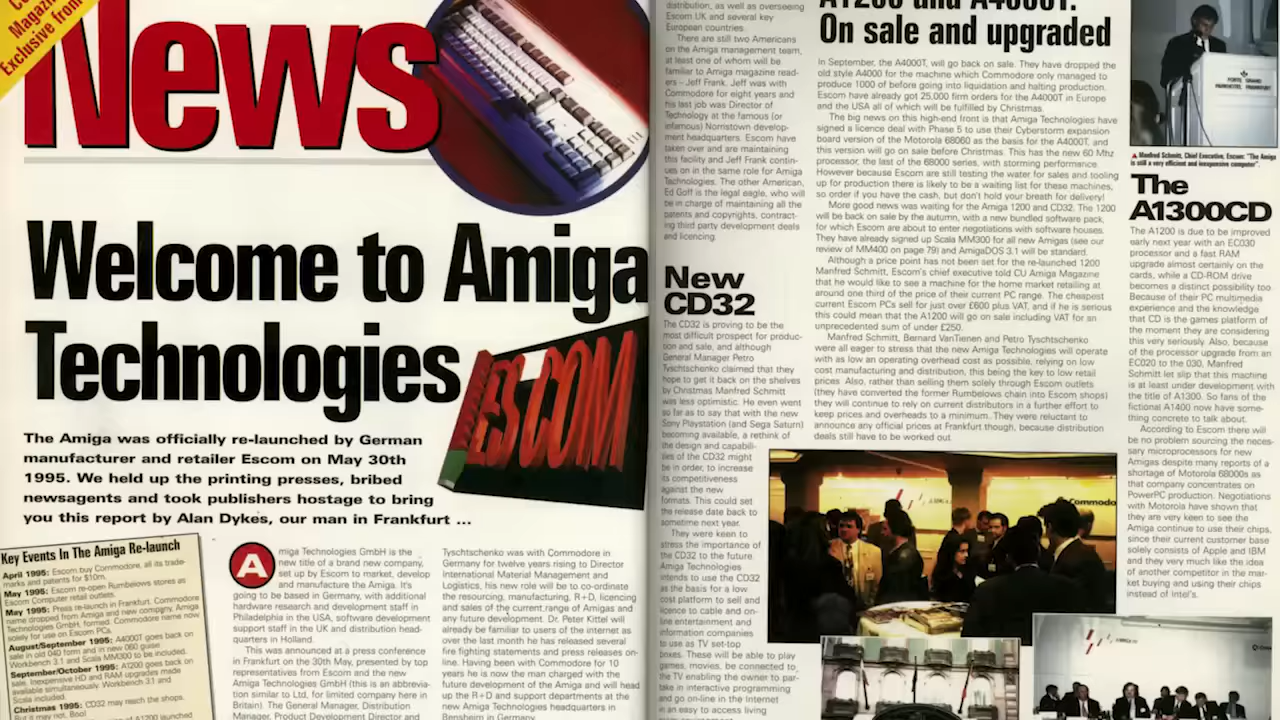 Magazin
Exclusive from
News
Welcome to Amiga
Technologies
ESCOM
The Amiga was officially re-launched by German
manufacturer and retailer Escom on May 30th
1995. We held up the printing presses, bribed
newsagents and took publishers hostage to bring
you this report by Alan Dykes, our man in Frankfurt ...
Key Events In The Amiga Re-launch
April 1995: Escom buy Commodore, all its trade-
marks and patents for $10m.
May 1995: Escom re-open Rumbelows stores as
Escom Computer retail outlets.
May 1995: Press re-launch in Frankfurt. Commodore
name dropped from Amiga and new company, Amiga
Technologies GmbH, formed. Commodore name now
solely for use on Escom PCs.
August/September 1995: A4000T goes back on
sale in old 040 form and in new 060 guise
Workbench 3.1 and Scala MM300 to be included.
September/October 1995: A1200 goes back on
sale. Inexpensive HD and RAM upgrades made
available simultaneously. Workbench 3.1 and
Scala included.
Christmas 1995: CD32 may reach the shops.
But it may not. Boo!
of A1200 launched
Amiga Technologies GmbH is the
new title of a brand new company,
set up by Escom to market, develop
and manufacture the Amiga. It's
going to be based in Germany, with additional
hardware research and development staff in
Philadelphia in the USA, software development
support staff in the UK and distribution head-
quarters in Holland.
This was announced at a press conference
in Frankfurt on the 30th May, presented by top
representatives from Escom and the new
Amiga Technologies GmbH (this is an abbrevia-
tion similar to Ltd, for limited company here in
Britain). The General Manager, Distribution
Manager, Product Development Director and
Tyschtschenko was with Commodore in
Germany for twelve years rising to Director
International Material Management and
Logistics, his new role will be to co-ordinate
the resourcing, manufacturing, R+D, licencing
and sales of the current range of Amigas and
any future development. Dr. Peter Kittel will
already be familiar to users of the internet as
over the last month he has released several
fire fighting statements and press releases on-
line. Having been with Commodore for 10
years he is now the man charged with the
future development of the Amiga and will head
up the R+D and support departments at the
new Amiga Technologies headquarters in
Bensheim in Germany.
distribution, as well as overseeing
Escom UK and several key
European countries.
There are still two Americans
on the Amiga management team,
at least one of whom will be
familiar to Amiga magazine read-
ers – Jeff Frank. Jeff was with
Commodore for eight years and
his last job was Director of
Technology at the famous (or
infamous) Norristown develop-
ment headquarters. Escom have
taken over and are maintaining
this facility and Jeff Frank contin-
ues on in the same role for Amiga
Technologies. The other American,
Ed Goff is the legal eagle, who will
be in charge of maintaining all the
patents and copyrights, contract-
ing third party development deals
and licencing.
New
CD32
The CD32 is proving to be the
most difficult prospect for produc-
tion and sale, and although
General Manager Petro
Tyschtschenko claimed that they
hope to get it back on the shelves
by Christmas Manfred Schmitt
was less optimistic. He even went
so far as to say that with the new
Sony Playstation (and Sega Saturn)
becoming available, a rethink of
the design and capabili-
ties of the CD32 might
be in order, to increase
its competitiveness
against the new
formats. This could set
the release date back to
sometime next year.
They were keen to
stress the importance of
the CD32 to the future
Amiga Technologies
intends to use the CD32
as the basis for a low
cost platform to sell and
licence to cable and on-
line entertainment and
information companies
to use as TV set-top
boxes. These will be able to play
games, movies, be connected to
the TV enabling the owner to par-
take in interactive programming
and go on-line in the Internet
in an easy to access living
A1200 and A4000T:
On sale and upgraded
In September, the A4000T, will go back on sale. They have dropped the
old style A4000 for the machine which Commodore only managed to
produce 1000 of before going into liquidation and halting production.
Escom have already got 25,000 firm orders for the A4000T in Europe
and the USA all of which will be fulfilled by Christmas.
The big news on this high-end front is that Amiga Technologies have
signed a licence deal with Phase 5 to use their Cyberstorm expansion
board version of the Motorola 68060 as the basis for the A4000T, and
this version will go on sale before Christmas. This has the new 60 Mhz
processor, the last of the 68000 series, with storming performance.
However because Escom are still testing the water for sales and tooling
up for production there is likely to be a waiting list for these machines,
so order if you have the cash, but don't hold your breath for delivery!
More good news was waiting for the Amiga 1200 and CD32. The 1200
will be back on sale by the autumn, with a new bundled software pack,
for which Escom are about to enter negotiations with software houses.
They have already signed up Scala MM300 for all new Amigas (see our
review of MM400 on page 79) and AmigaDOS 3.1 will be standard.
Although a price point has not been set for the re-launched 1200
Manfred Schmitt, Escom's chief executive told CU Amiga Magazine
that he would like to see a machine for the home market retailing at
around one third of the price of their current PC range. The cheapest
current Escom PCs sell for just over £600 plus VAT, and if he is serious
this could mean that the A1200 will go on sale including VAT for an
unprecedented sum of under £250.
Manfred Schmitt, Bernard VanTienen and Petro Tyschtschenko
were all eager to stress that the new Amiga Technologies will operate
with as low an operating overhead cost as possible, relying on low
cost manufacturing and distribution, this being the key to low retail
prices Also, rather than selling them solely through Escom outlets
(they have converted the former Rumbelows chain into Escom shops)
they will continue to rely on current distributors in a further effort to
keep prices and overheads to a minimum. They were reluctant to
announce any official prices at Frankfurt though, because distribution
deals still have to be worked out.
Commodo
FORTE GRAND
PARKHOTEL FRANKFURT
Manfred Schmitt, Chief Executive, Escom: "The Amiga
is still a very efficient and inexpensive computer".
The
A1300CD
The A1200 is due to be improved
early next year with an EC030
processor and a fast RAM
upgrade almost certainly on the
cards, while a CD-ROM drive
becomes a distinct possibility too
Because of their PC multimedia
experience and the knowledge
that CD is the games platform of
the moment they are considering
this very seriously. Also, because
of the processor upgrade from an
EC020 to the 030, Manfred
Schmitt let slip that this machine
is at least under development with
the title of A1300. So fans of the
fictional A1400 now have some-
thing concrete to talk about.
According to Escom there will
be no problem sourcing the neces-
sary microprocessors for new
Amigas despite many reports of a
shortage of Motorola 68000s as
that company concentrates on
PowerPC production. Negotiations
with Motorola have shown that
they are very keen to see the
Amiga continue to use their chips,
since their current customer base
solely consists of Apple and IBM
and they very much like the idea
of another competitor in the mar-
ket buying and using their chips
instead of Intel's.